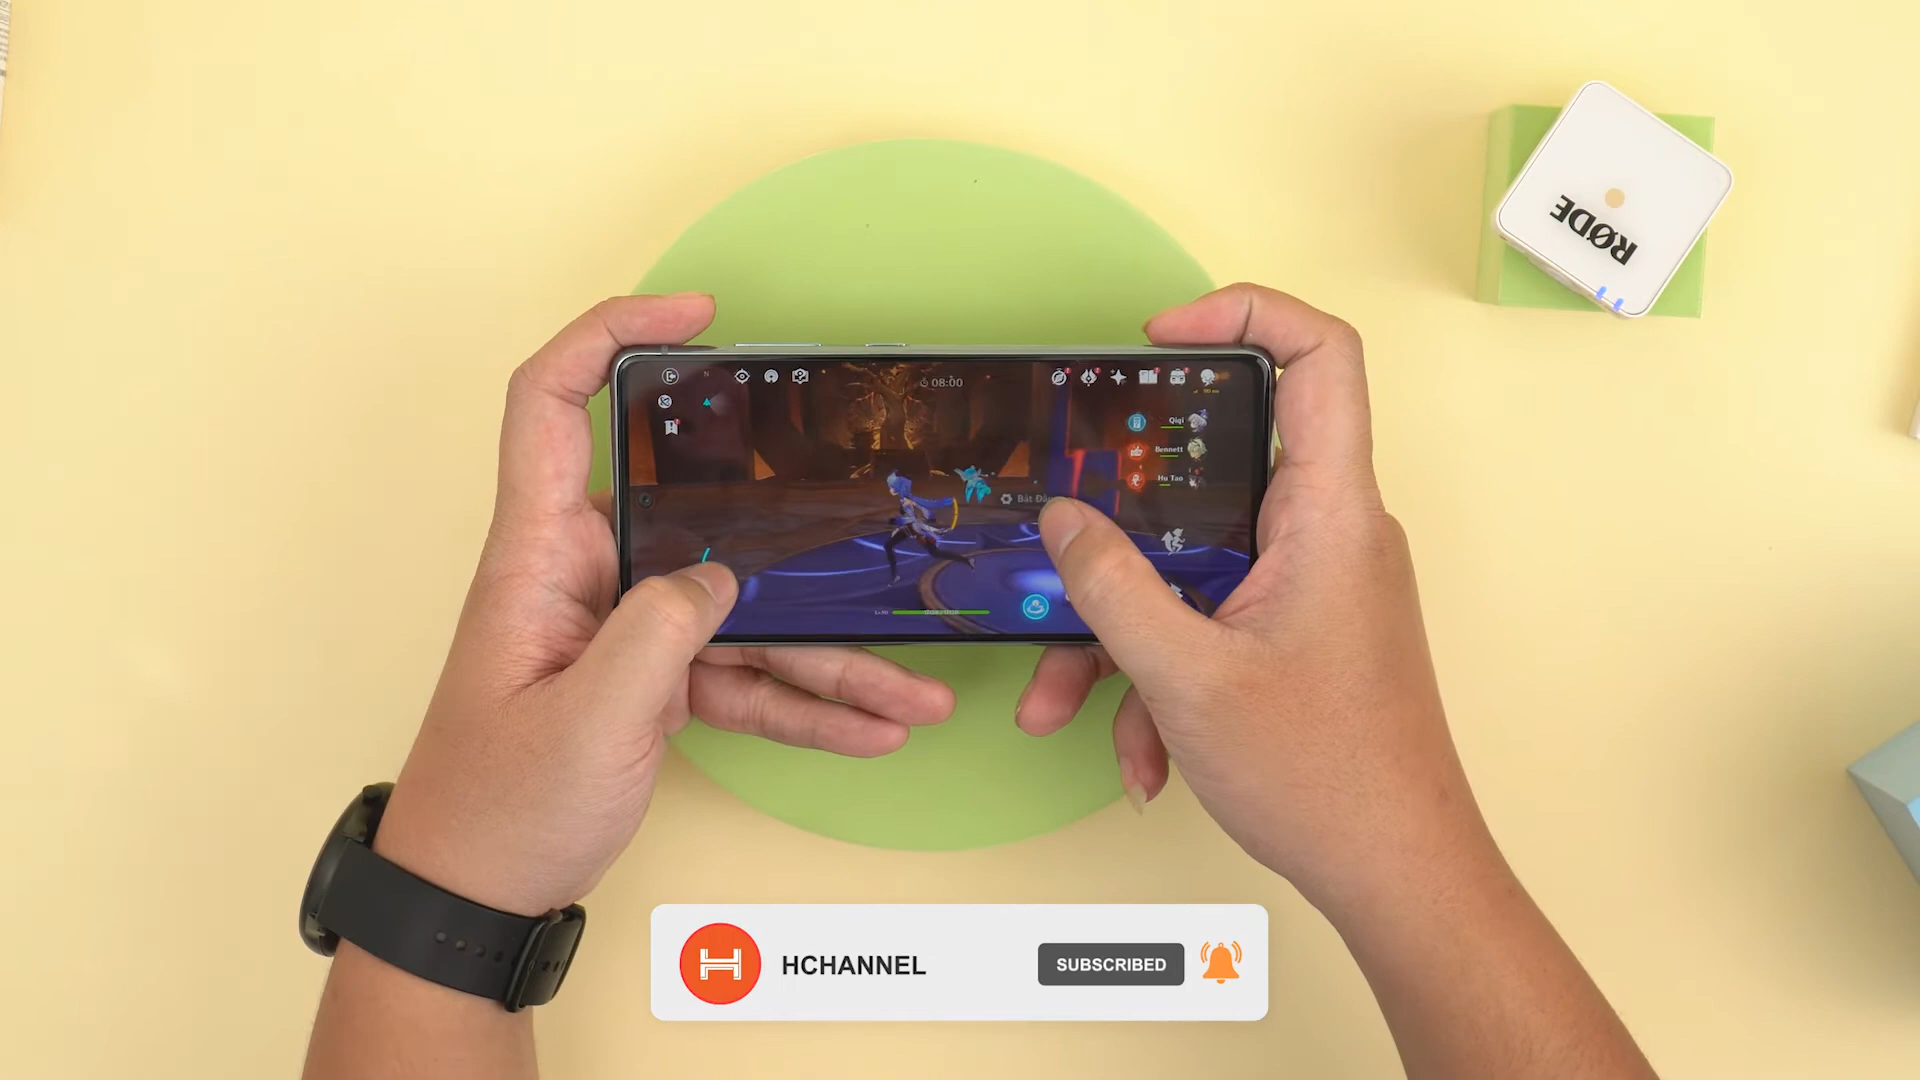 RØDE
N
08:00
Qiqi
Bennett
Hu Tao
HCHANNEL
SUBSCRIBED